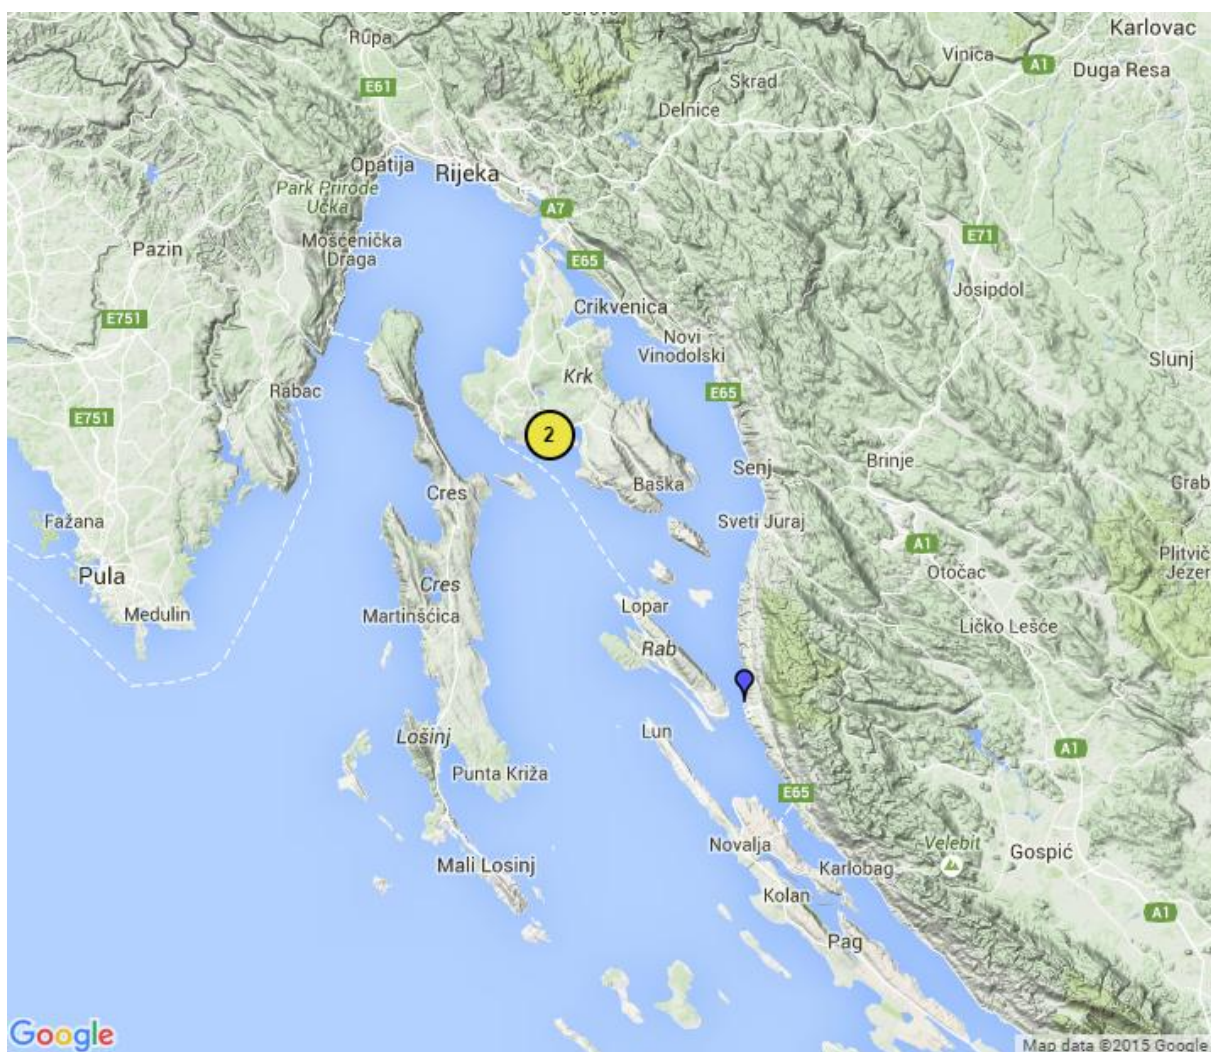 Karlovac
Rupa
Vinica
A1
Duga Resa
Skrad
E61
Delnice
Opatija
Rijeka
Park Prirode
Učka
A7
Mošćenička
Draga
Pazin
E71
E65
Josipdol
Crikvenica
E751
Novi
Vinodolski
Slunj
Krk
Rabac
E65
E751
2
Senj
Brinje
Baška
Grab
Cres
Fažana
Sveti Juraj
A1
Plitvič
Jezer
Pula
Otočac
Cres
Medulin
Martinšćica
Lopar
Ličko Lešće
Rab
Lošinj
Lun
A1
Punta Križa
E65
Novalja
Velebit
Gospić
Mali Losinj
Karlobag
Kolan
A1
Pag
Google
Map data ©2015 Google